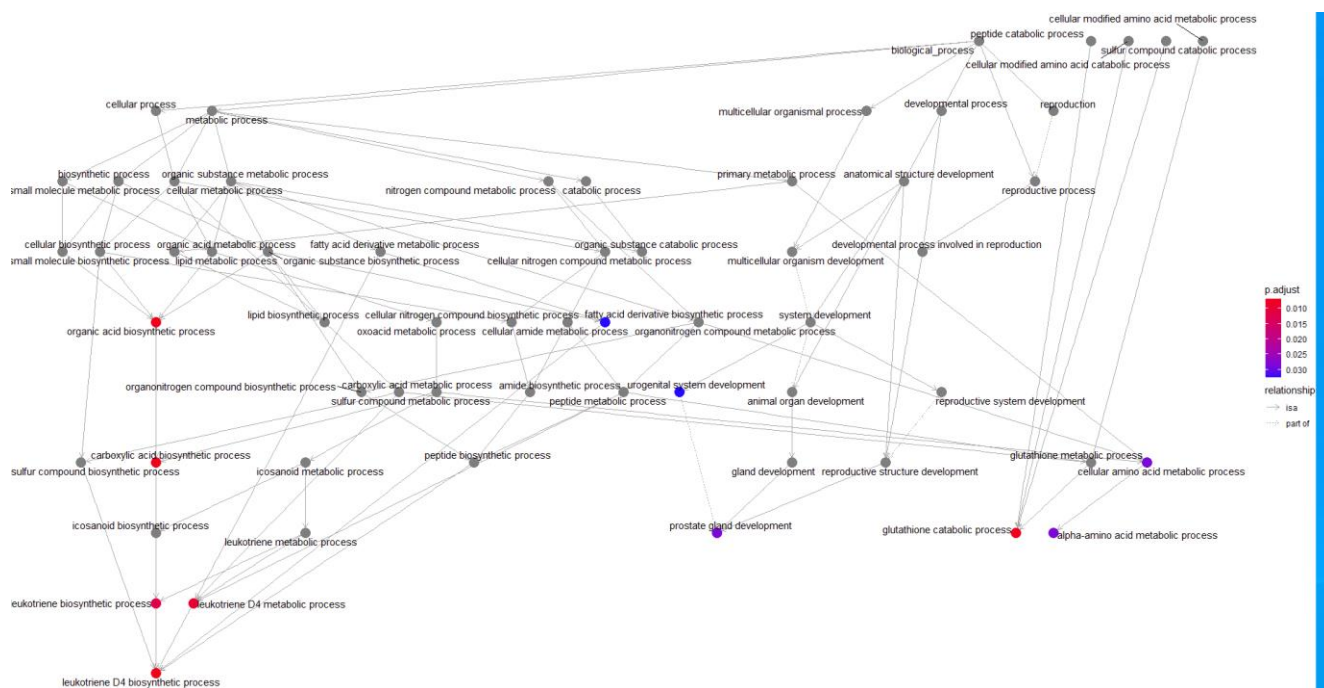 cellular modified amino acid metabolic process
peptide catabolic process
biological_process
sulfur compound catabolic process
cellular modified amino acid catabolic process
cellular process
metabolic process
multicellular organismal process
developmental process
reproduction
biosynthetic process
organic substance metabolic process
small molecule metabolic process
cellular metabolic process
nitrogen compound metabolic process
catabolic process
primary metabolic process
anatomical structure development
reproductive process
cellular biosynthetic process
organic acid metabolic process
fatty acid derivative metabolic process
organic substance catabolic process
developmental process involved in reproduction
small molecule biosynthetic process
lipid metabolic process
organic substance biosynthetic process
cellular nitrogen compound metabolic process
multicellular organism development
lipid biosynthetic process
cellular nitrogen compound biosynthetic process
fatty acid derivative biosynthetic process
system development
organic acid biosynthetic process
oxoacid metabolic process
cellular amide metabolic process
organonitrogen compound metabolic process
organonitrogen compound biosynthetic process
carboxylic acid metabolic process
amide biosynthetic process
urogenital system development
sulfur compound metabolic process
peptide metabolic process
animal organ development
reproductive system development
carboxylic acid biosynthetic process
sulfur compound biosynthetic process
icosanoid metabolic process
peptide biosynthetic process
gland development
reproductive structure development
glutathione metabolic process
cellular amino acid metabolic process
icosanoid biosynthetic process
leukotriene metabolic process
prostate gland development
glutathione catabolic process
alpha-amino acid metabolic process
leukotriene biosynthetic process
leukotriene D4 metabolic process
leukotriene D4 biosynthetic process
p.adjust
0.010
0.015
0.020
0.025
0.030
relationship
isa
part of